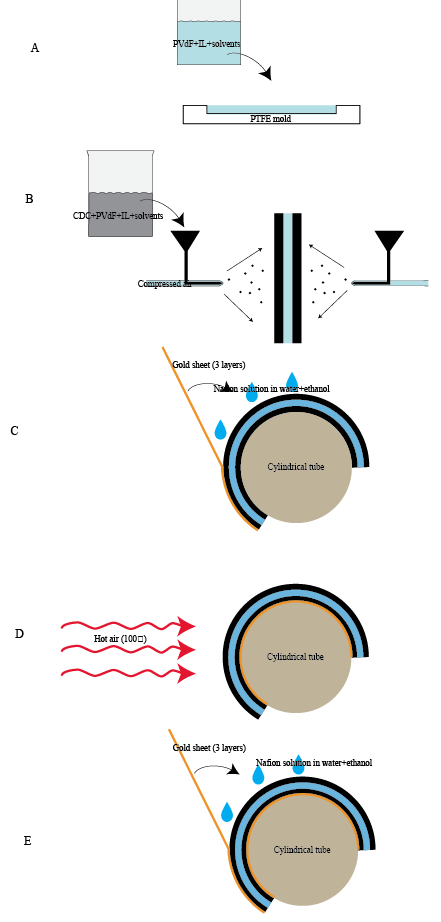 A
PVdF+IL+solvents
PTFE mold
B
CDC+PVdF+IL+solvents
Compressed air
Gold sheet (3 layers)
Nafion solution in water+ethanol
C
Cylindrical tube
D
Hot air (100□)
Cylindrical tube
Gold sheet (3 layers)
Nafion solution in water+ethanol
E
Cylindrical tube